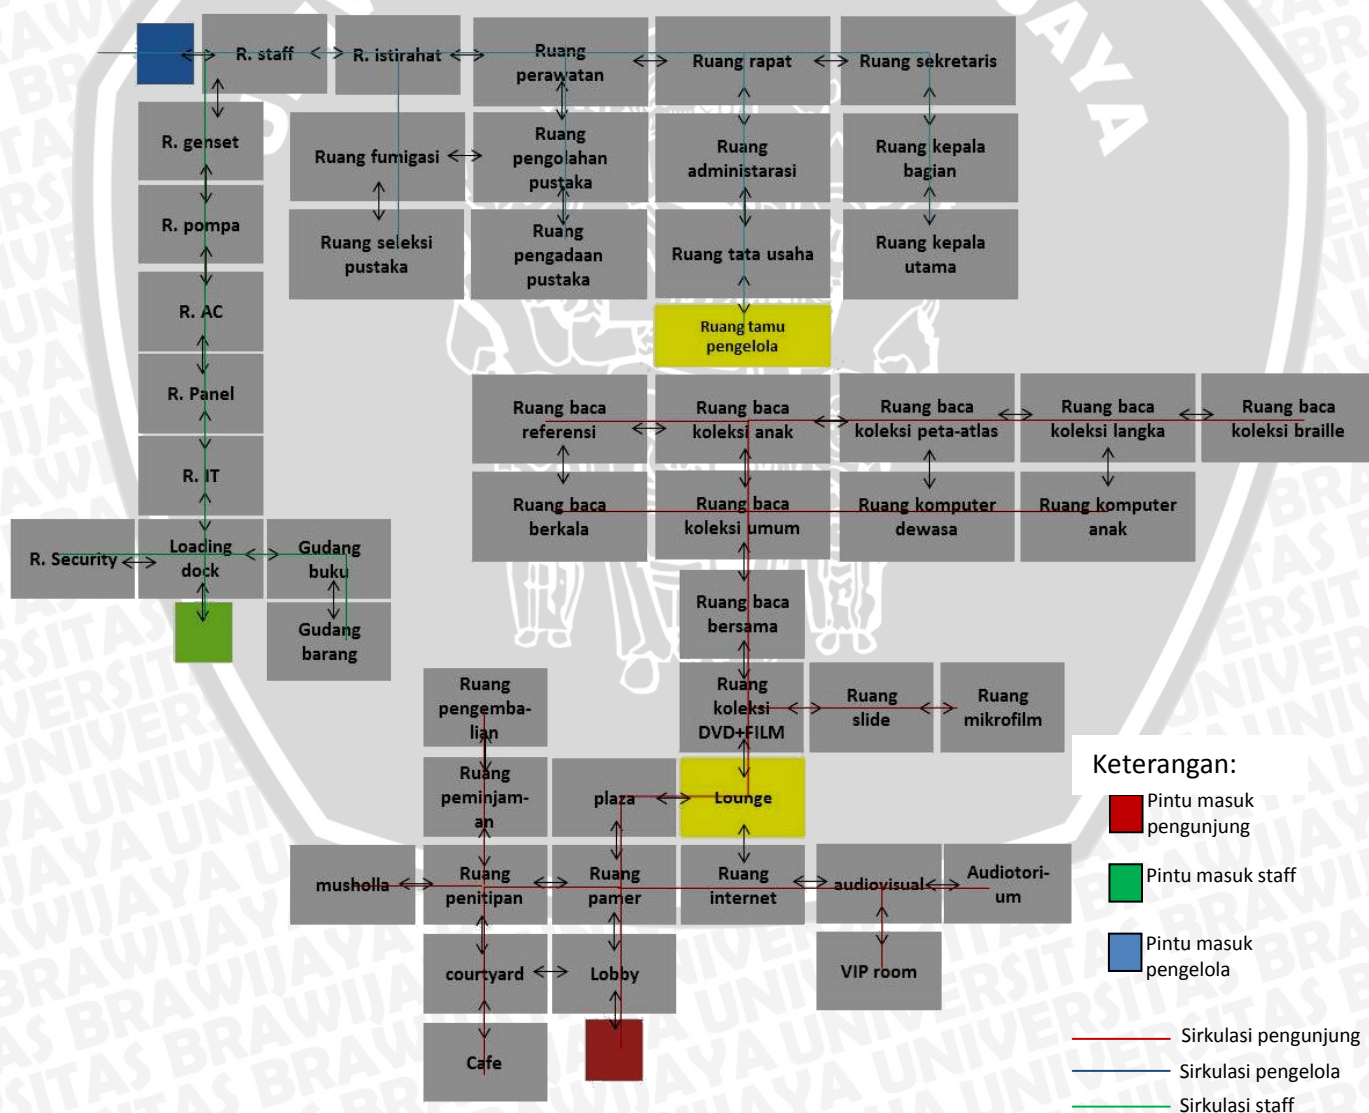 R. staff
R. istirahat
Ruang
perawatan
Ruang rapat
Ruang sekretaris
R. genset
Ruang fumigasi
Ruang
pengolahan
pustaka
Ruang
administarasi
Ruang kepala
bagian
R. pompa
Ruang seleksi
pustaka
Ruang
pengadaan
pustaka
Ruang tata usaha
Ruang kepala
utama
R. AC
Ruang tamu
pengelola
R. Panel
Ruang baca
referensi
Ruang baca
koleksi anak
Ruang baca
koleksi peta-atlas
Ruang baca
koleksi langka
Ruang baca
koleksi braille
R. IT
Ruang baca
berkala
Ruang baca
koleksi umum
Ruang komputer
dewasa
Ruang komputer
anak
R. Security
Loading
dock
Gudang
buku
Gudang
barang
Ruang baca
bersama
Ruang
pengemba-
lian
Ruang
koleksi
DVD+FILM
Ruang
slide
Ruang
mikrofilm
Ruang
peminjam-
an
plaza
Lounge
musholla
Ruang
penitipan
Ruang
pamer
Ruang
internet
audiovisual
Audiotori-
um
courtyard
Lobby
VIP room
Cafe
Keterangan:
Pintu masuk
pengunjung
Pintu masuk staff
Pintu masuk
pengelola
Sirkulasi pengunjung
Sirkulasi pengelola
Sirkulasi staff